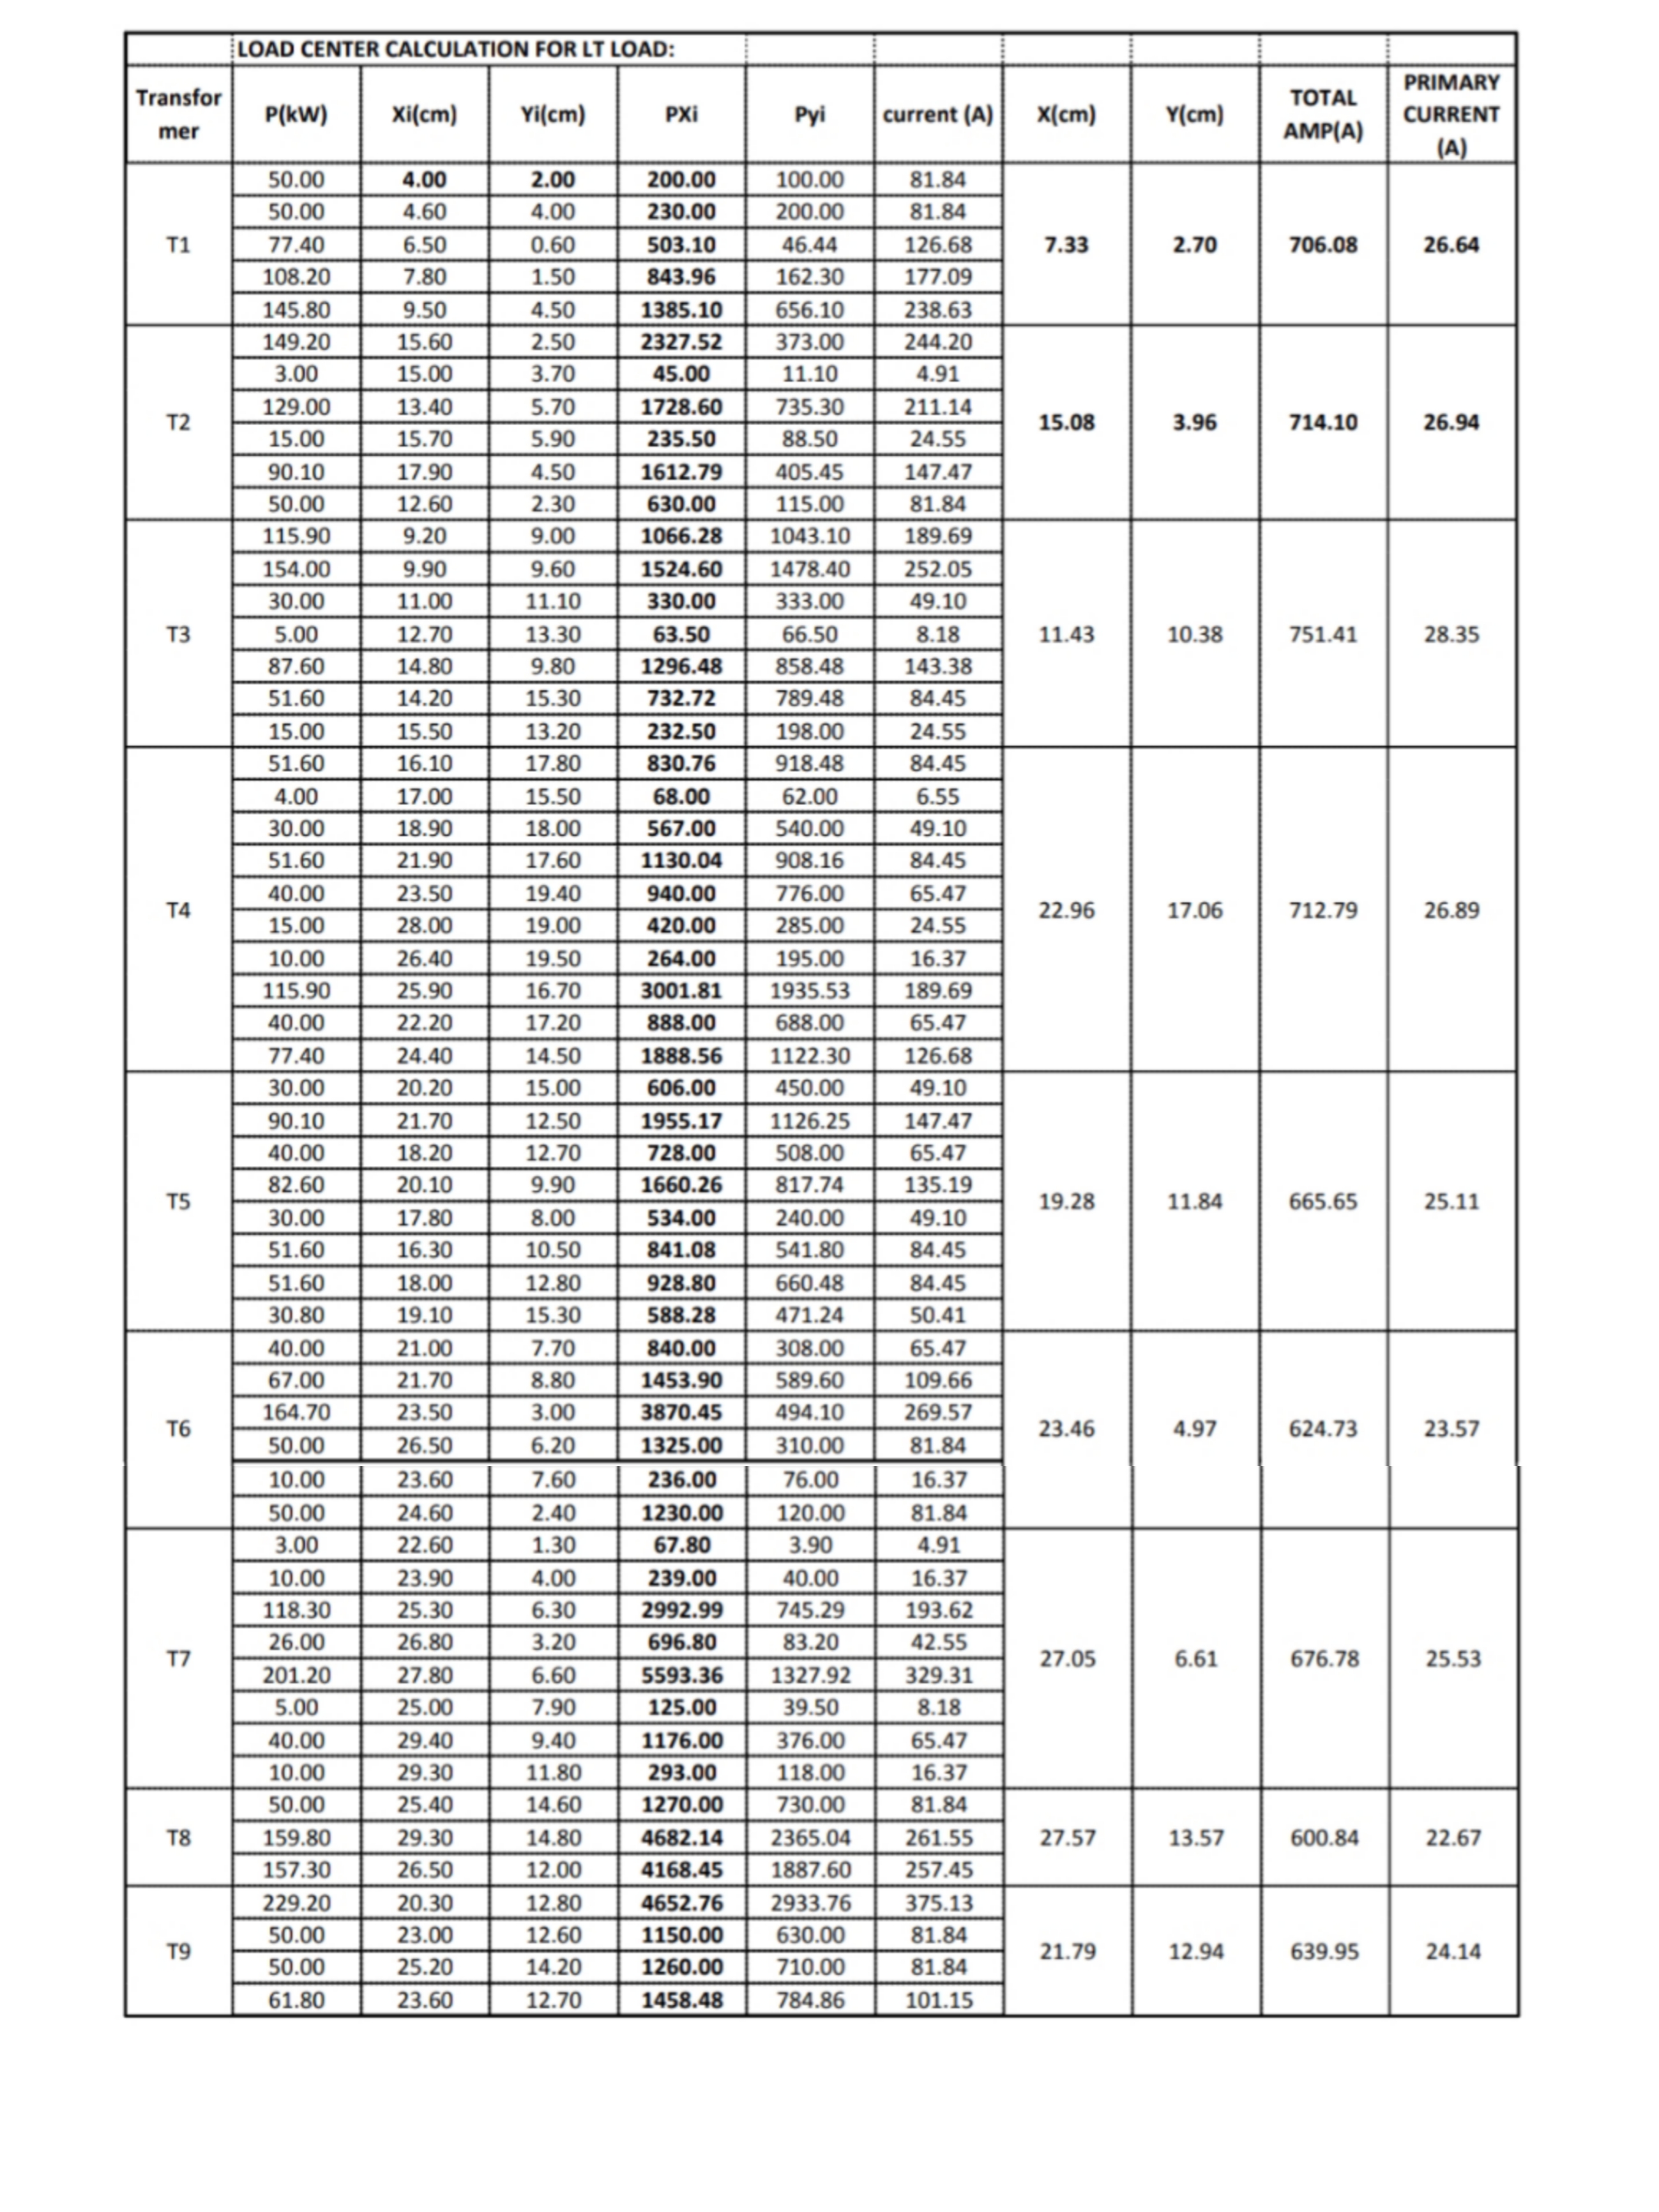 LOAD CENTER CALCULATION FOR LT LOAD:
Transfor mer P(kW) Xi(cm) Yi(cm) PXi Pyi current (A) X(cm) Y(cm) TOTAL AMP(A) PRIMARY CURRENT (A)
50.00 4.00 2.00 200.00 100.00 81.84
50.00 4.60 4.00 230.00 200.00 81.84
T1 77.40 6.50 0.60 503.10 46.44 126.68 7.33 2.70 706.08 26.64
108.20 7.80 1.50 843.96 162.30 177.09
145.80 9.50 4.50 1385.10 656.10 238.63
149.20 15.60 2.50 2327.52 373.00 244.20
3.00 15.00 3.70 45.00 11.10 4.91
129.00 13.40 5.70 1728.60 735.30 211.14
T2 15.08 3.96 714.10 26.94
15.00 15.70 5.90 235.50 88.50 24.55
90.10 17.90 4.50 1612.79 405.45 147.47
50.00 12.60 2.30 630.00 115.00 81.84
115.90 9.20 9.00 1066.28 1043.10 189.69
154.00 9.90 9.60 1524.60 1478.40 252.05
30.00 11.00 11.10 330.00 333.00 49.10
T3 5.00 12.70 13.30 63.50 66.50 8.18 11.43 10.38 751.41 28.35
87.60 14.80 9.80 1296.48 858.48 143.38
51.60 14.20 15.30 732.72 789.48 84.45
15.00 15.50 13.20 232.50 198.00 24.55
51.60 16.10 17.80 830.76 918.48 84.45
4.00 17.00 15.50 68.00 62.00 6.55
30.00 18.90 18.00 567.00 540.00 49.10
51.60 21.90 17.60 1130.04 908.16 84.45
40.00 23.50 19.40 940.00 776.00 65.47
T4 22.96 17.06 712.79 26.89
15.00 28.00 19.00 420.00 285.00 24.55
10.00 26.40 19.50 264.00 195.00 16.37
115.90 25.90 16.70 3001.81 1935.53 189.69
40.00 22.20 17.20 888.00 688.00 65.47
77.40 24.40 14.50 1888.56 1122.30 126.68
30.00 20.20 15.00 606.00 450.00 49.10
90.10 21.70 12.50 1955.17 1126.25 147.47
40.00 18.20 12.70 728.00 508.00 65.47
82.60 20.10 9.90 1660.26 817.74 135.19
T5 19.28 11.84 665.65 25.11
30.00 17.80 8.00 534.00 240.00 49.10
51.60 16.30 10.50 841.08 541.80 84.45
51.60 18.00 12.80 928.80 660.48 84.45
30.80 19.10 15.30 588.28 471.24 50.41
40.00 21.00 7.70 840.00 308.00 65.47
67.00 21.70 8.80 1453.90 589.60 109.66
164.70 23.50 3.00 3870.45 494.10 269.57
T6 23.46 4.97 624.73 23.57
50.00 26.50 6.20 1325.00 310.00 81.84
10.00 23.60 7.60 236.00 76.00 16.37
50.00 24.60 2.40 1230.00 120.00 81.84
3.00 22.60 1.30 67.80 3.90 4.91
10.00 23.90 4.00 239.00 40.00 16.37
118.30 25.30 6.30 2992.99 745.29 193.62
26.00 26.80 3.20 696.80 83.20 42.55
T7 27.05 6.61 676.78 25.53
201.20 27.80 6.60 5593.36 1327.92 329.31
5.00 25.00 7.90 125.00 39.50 8.18
40.00 29.40 9.40 1176.00 376.00 65.47
10.00 29.30 11.80 293.00 118.00 16.37
50.00 25.40 14.60 1270.00 730.00 81.84
T8 159.80 29.30 14.80 4682.14 2365.04 261.55 27.57 13.57 600.84 22.67
157.30 26.50 12.00 4168.45 1887.60 257.45
229.20 20.30 12.80 4652.76 2933.76 375.13
50.00 23.00 12.60 1150.00 630.00 81.84
T9 21.79 12.94 639.95 24.14
50.00 25.20 14.20 1260.00 710.00 81.84
61.80 23.60 12.70 1458.48 784.86 101.15